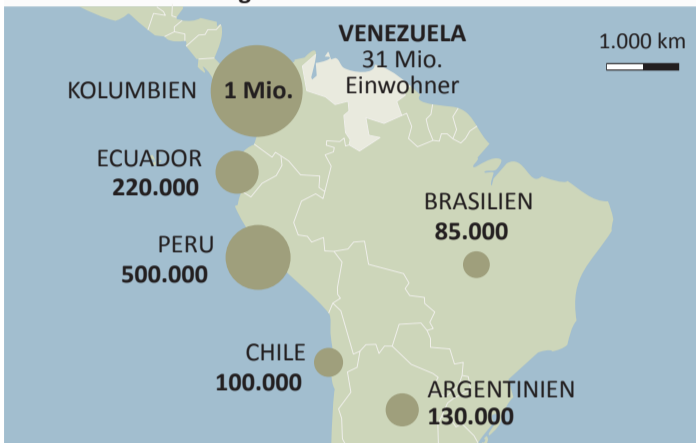 VENEZUELA
31 Mio.
Einwohner
1.000 km
KOLUMBIEN
1 Mio.
ECUADOR
220.000
BRASILIEN
85.000
PERU
500.000
CHILE
100.000
ARGENTINIEN
130.000